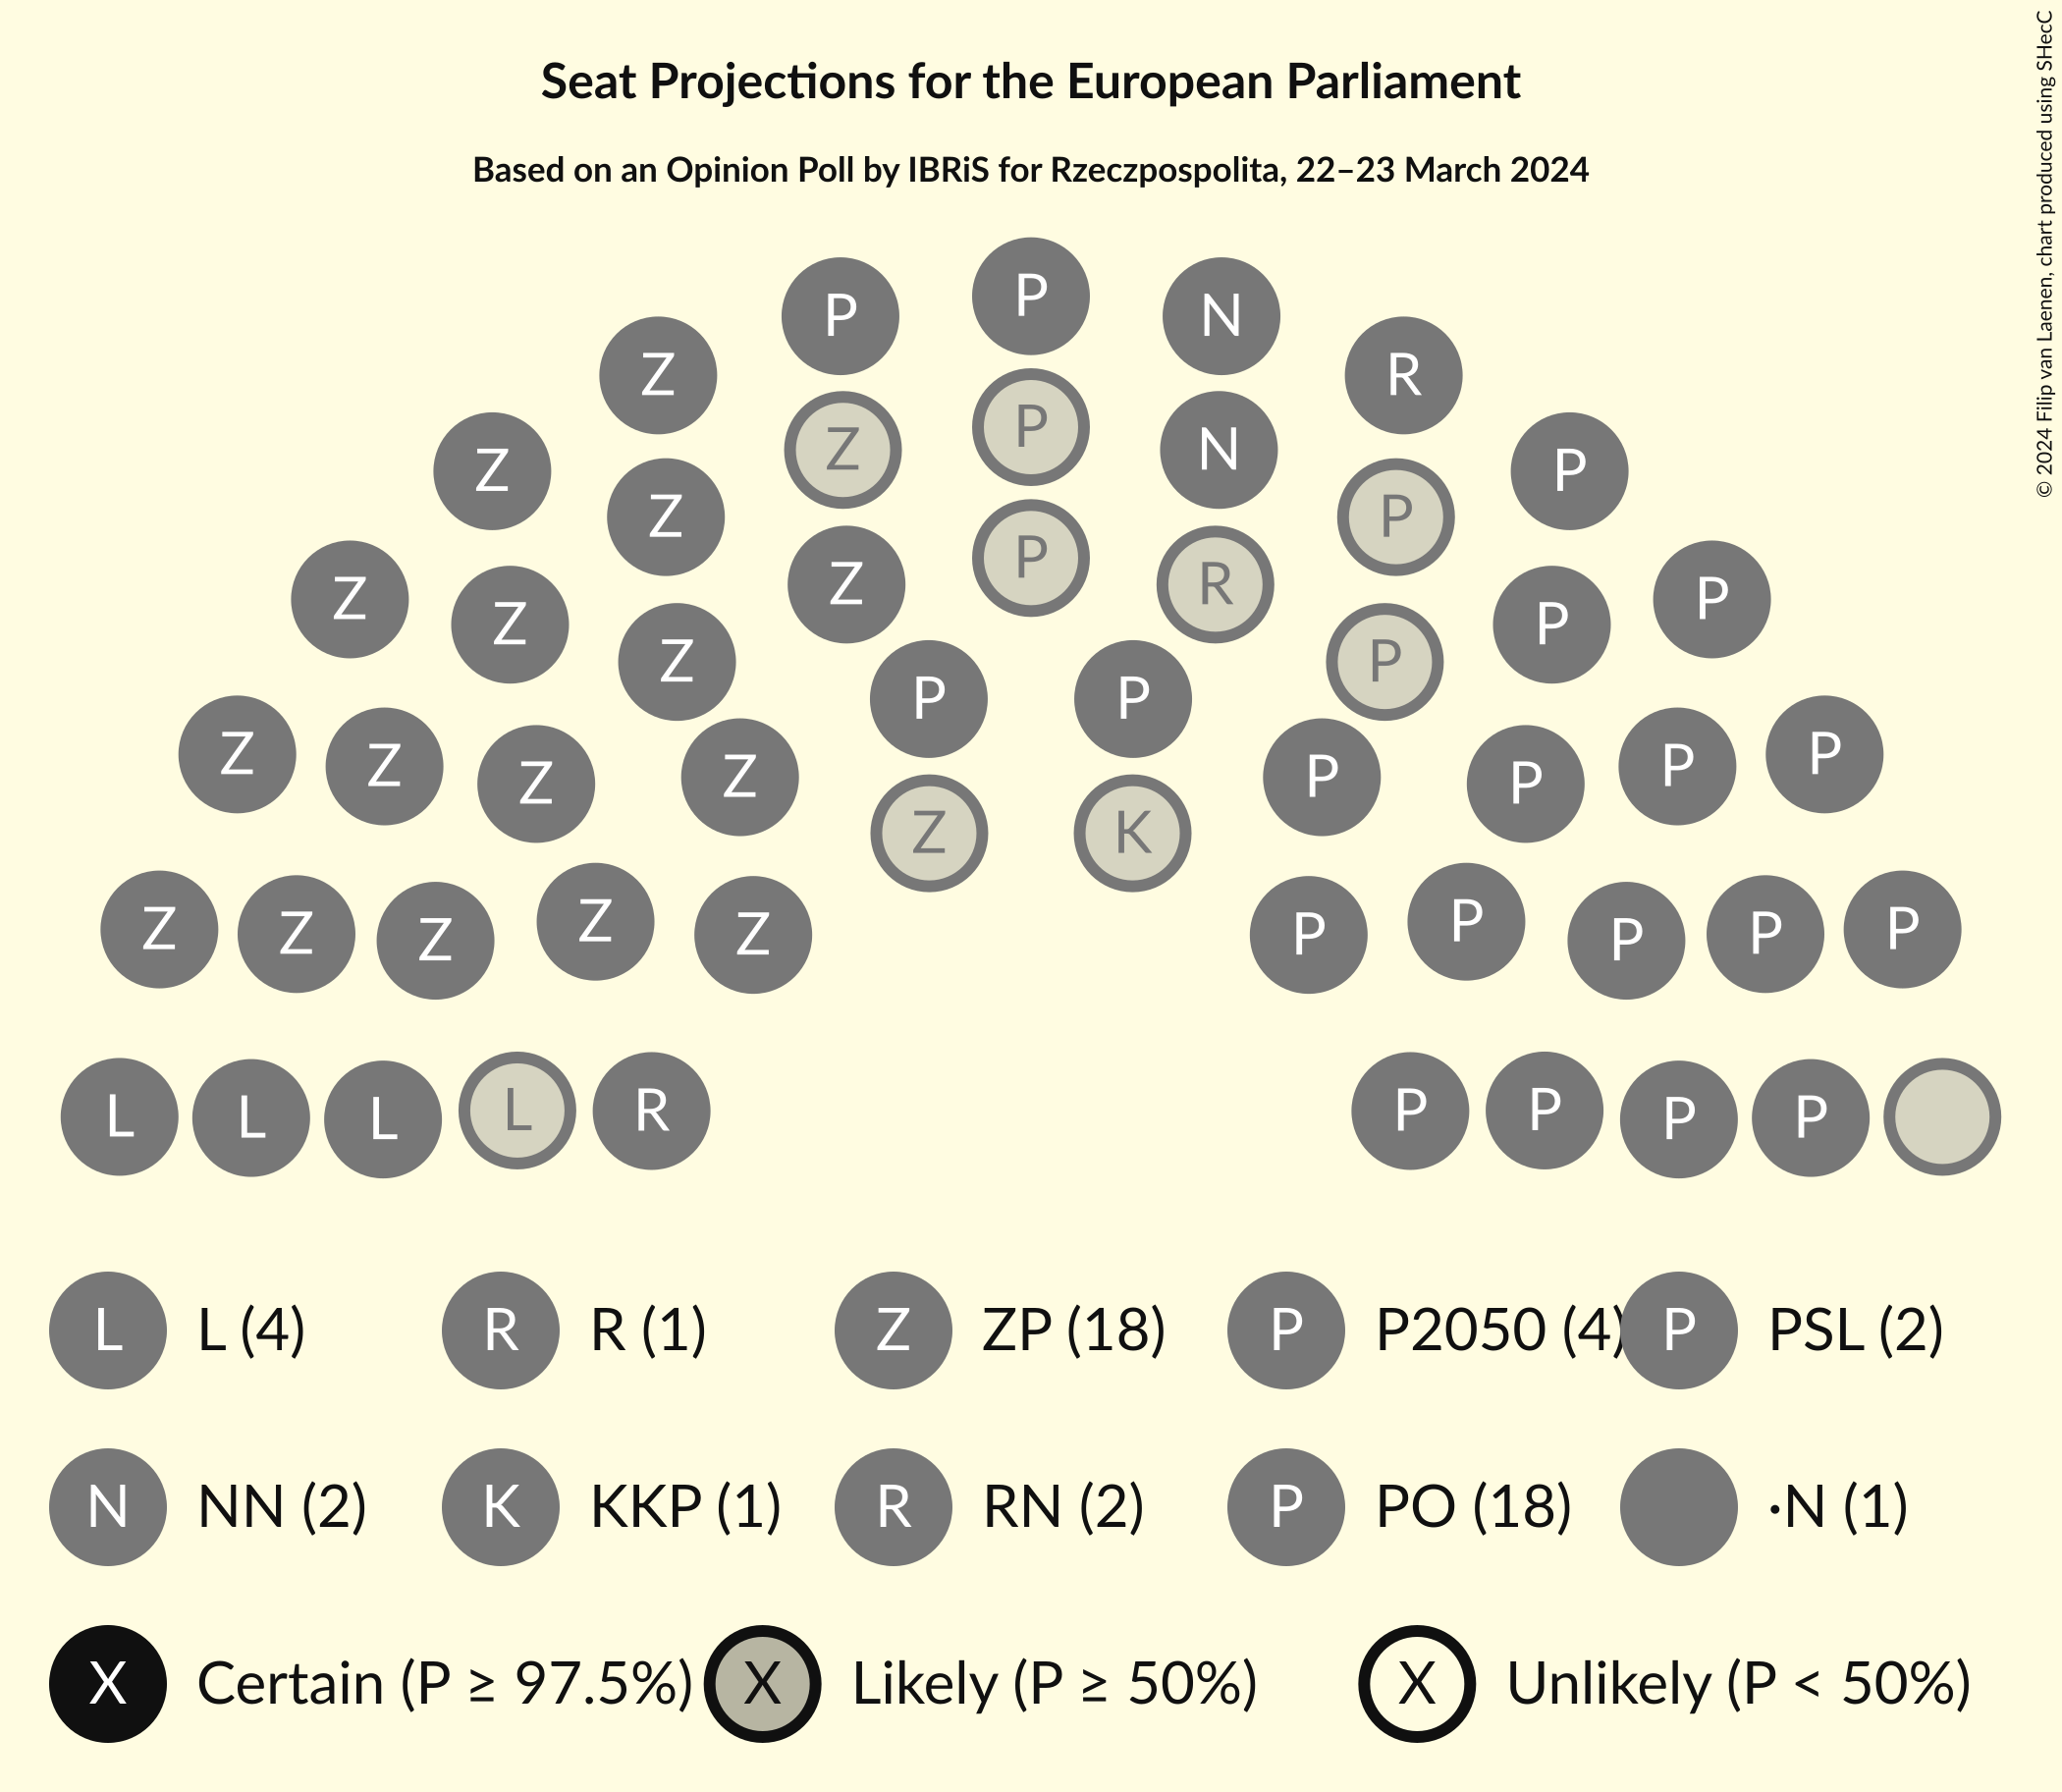 Seat Projections for the European Parliament
Based on an Opinion Poll by IBRiS for Rzeczpospolita, 22–23 March 2024
© 2024 Filip van Laenen, chart produced using SHecC
P
P N
P
Z R
Z P N
Z P
Z P
P
Z Z P R
Z P
Z P
Z P
P P
Z Z Z Z P P P P
Z K
Z Z Z Z Z P P P P P
L L L L R P P P P
L L (4) R R (1) Z ZP (18) P P2050 (4) P PSL (2)
N NN (2) K KKP (1) R RN (2) P PO (18) •N (1)
X Certain (P ≥ 97.5%) X Likely (P ≥ 50%) X Unlikely (P < 50%)